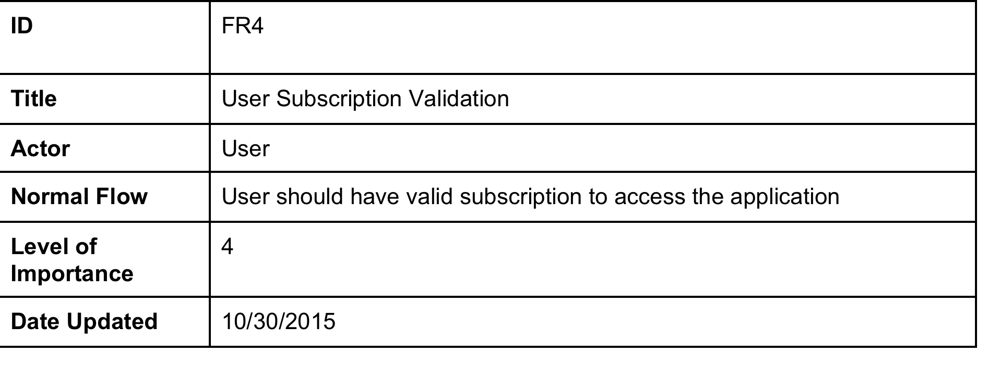 ID FR4
Title User Subscription Validation
Actor User
Normal Flow User should have valid subscription to access the application
Level of 4
Importance
Date Updated 10/30/2015